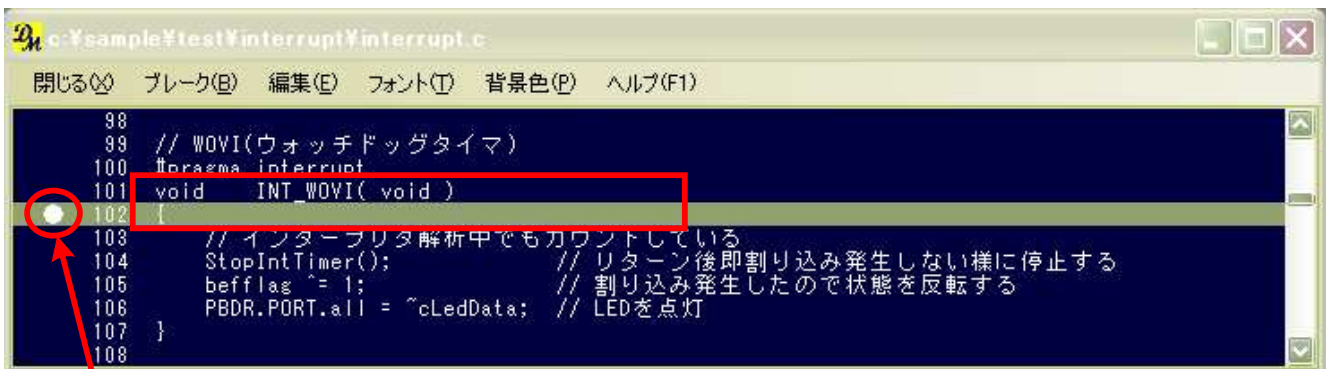 c:¥sample¥test¥interrupt¥interrupt.c
閉じる(X) ブレーク(B) 編集(E) フォント(T) 背景色(P) ヘルプ(F1)
98
99 // WOVI(ウォッチドッグタイマ)
100 #pragma interrupt
101 void INT_WOVI( void )
102 {
103 // インタープリタ解析中でもカウントしている
104 StopIntTimer(); // リターン後即割り込み発生しない様に停止する
105 befflag ^= 1; // 割り込み発生したので状態を反転する
106 PBDR.PORT.all = ~cLedData; // LEDを点灯
107 }
108